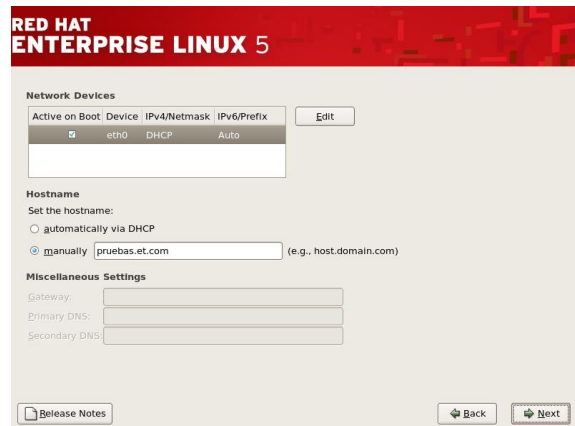 RED HAT
ENTERPRISE LINUX 5
Network Devices
Active on Boot Device IPv4/Netmask IPv6/Prefix
eth0 DHCP Auto
Edit
Hostname
Set the hostname:
automatically via DHCP
manually pruebas.et.com (e.g., host.domain.com)
Miscellaneous Settings
Gateway:
Primary DNS:
Secondary DNS:
Release Notes Back Next